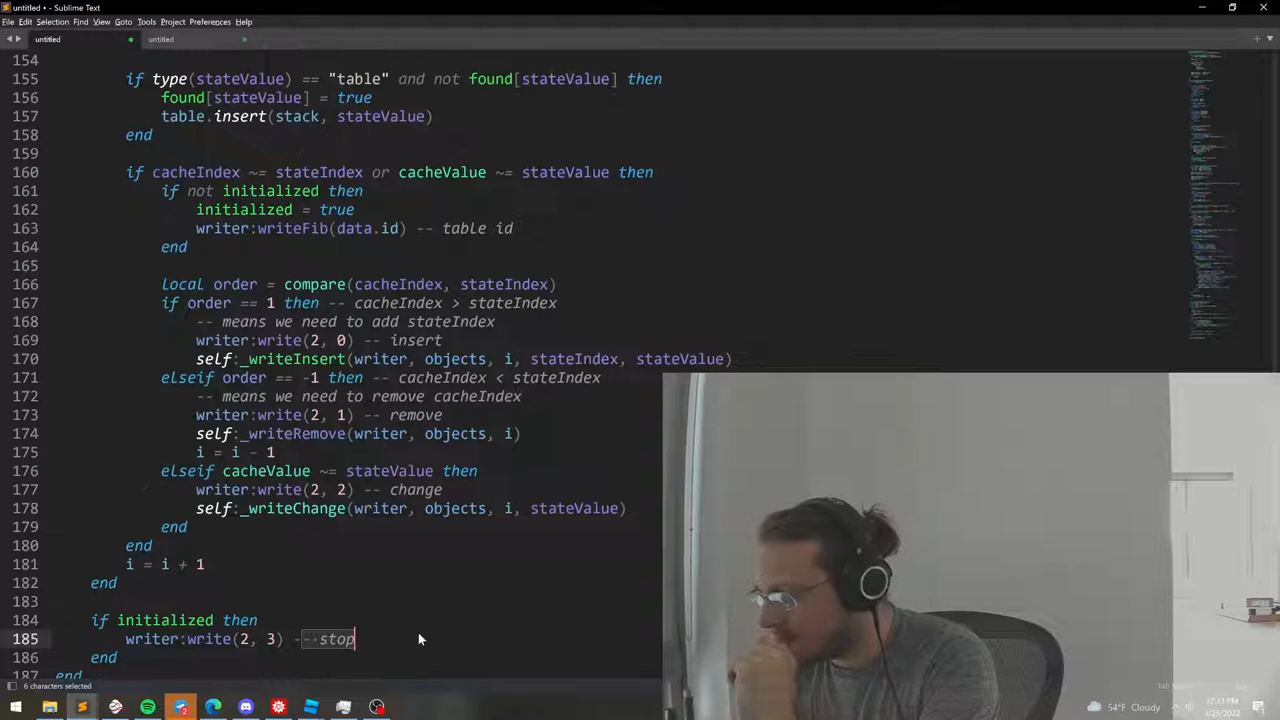 untitled • - Sublime Text
File Edit Selection Find View Goto Tools Project Preferences Help
untitled untitled
154
155 if type(stateValue) == "table" and not found[stateValue] then
156 found[stateValue] = true
157 table.insert(stack, stateValue)
158 end
159
160 if cacheIndex ~= stateIndex or cacheValue ~= stateValue then
161 if not initialized then
162 initialized = true
163 writer:writeFib(data.id) -- table id
164 end
165
166 local order = compare(cacheIndex, stateIndex)
167 if order == 1 then -- cacheIndex > stateIndex
168 -- means we need to add stateIndex
169 writer:write(2, 0) -- insert
170 self:_writeInsert(writer, objects, i, stateIndex, stateValue)
171 elseif order == -1 then -- cacheIndex < stateIndex
172 -- means we need to remove cacheIndex
173 writer:write(2, 1) -- remove
174 self:_writeRemove(writer, objects, i)
175 i = i - 1
176 elseif cacheValue ~= stateValue then
177 writer:write(2, 2) -- change
178 self:_writeChange(writer, objects, i, stateValue)
179 end
180 end
181 i = i + 1
182 end
183
184 if initialized then
185 writer:write(2, 3) -- stop
186 end
187 end
6 characters selected
54°F Cloudy